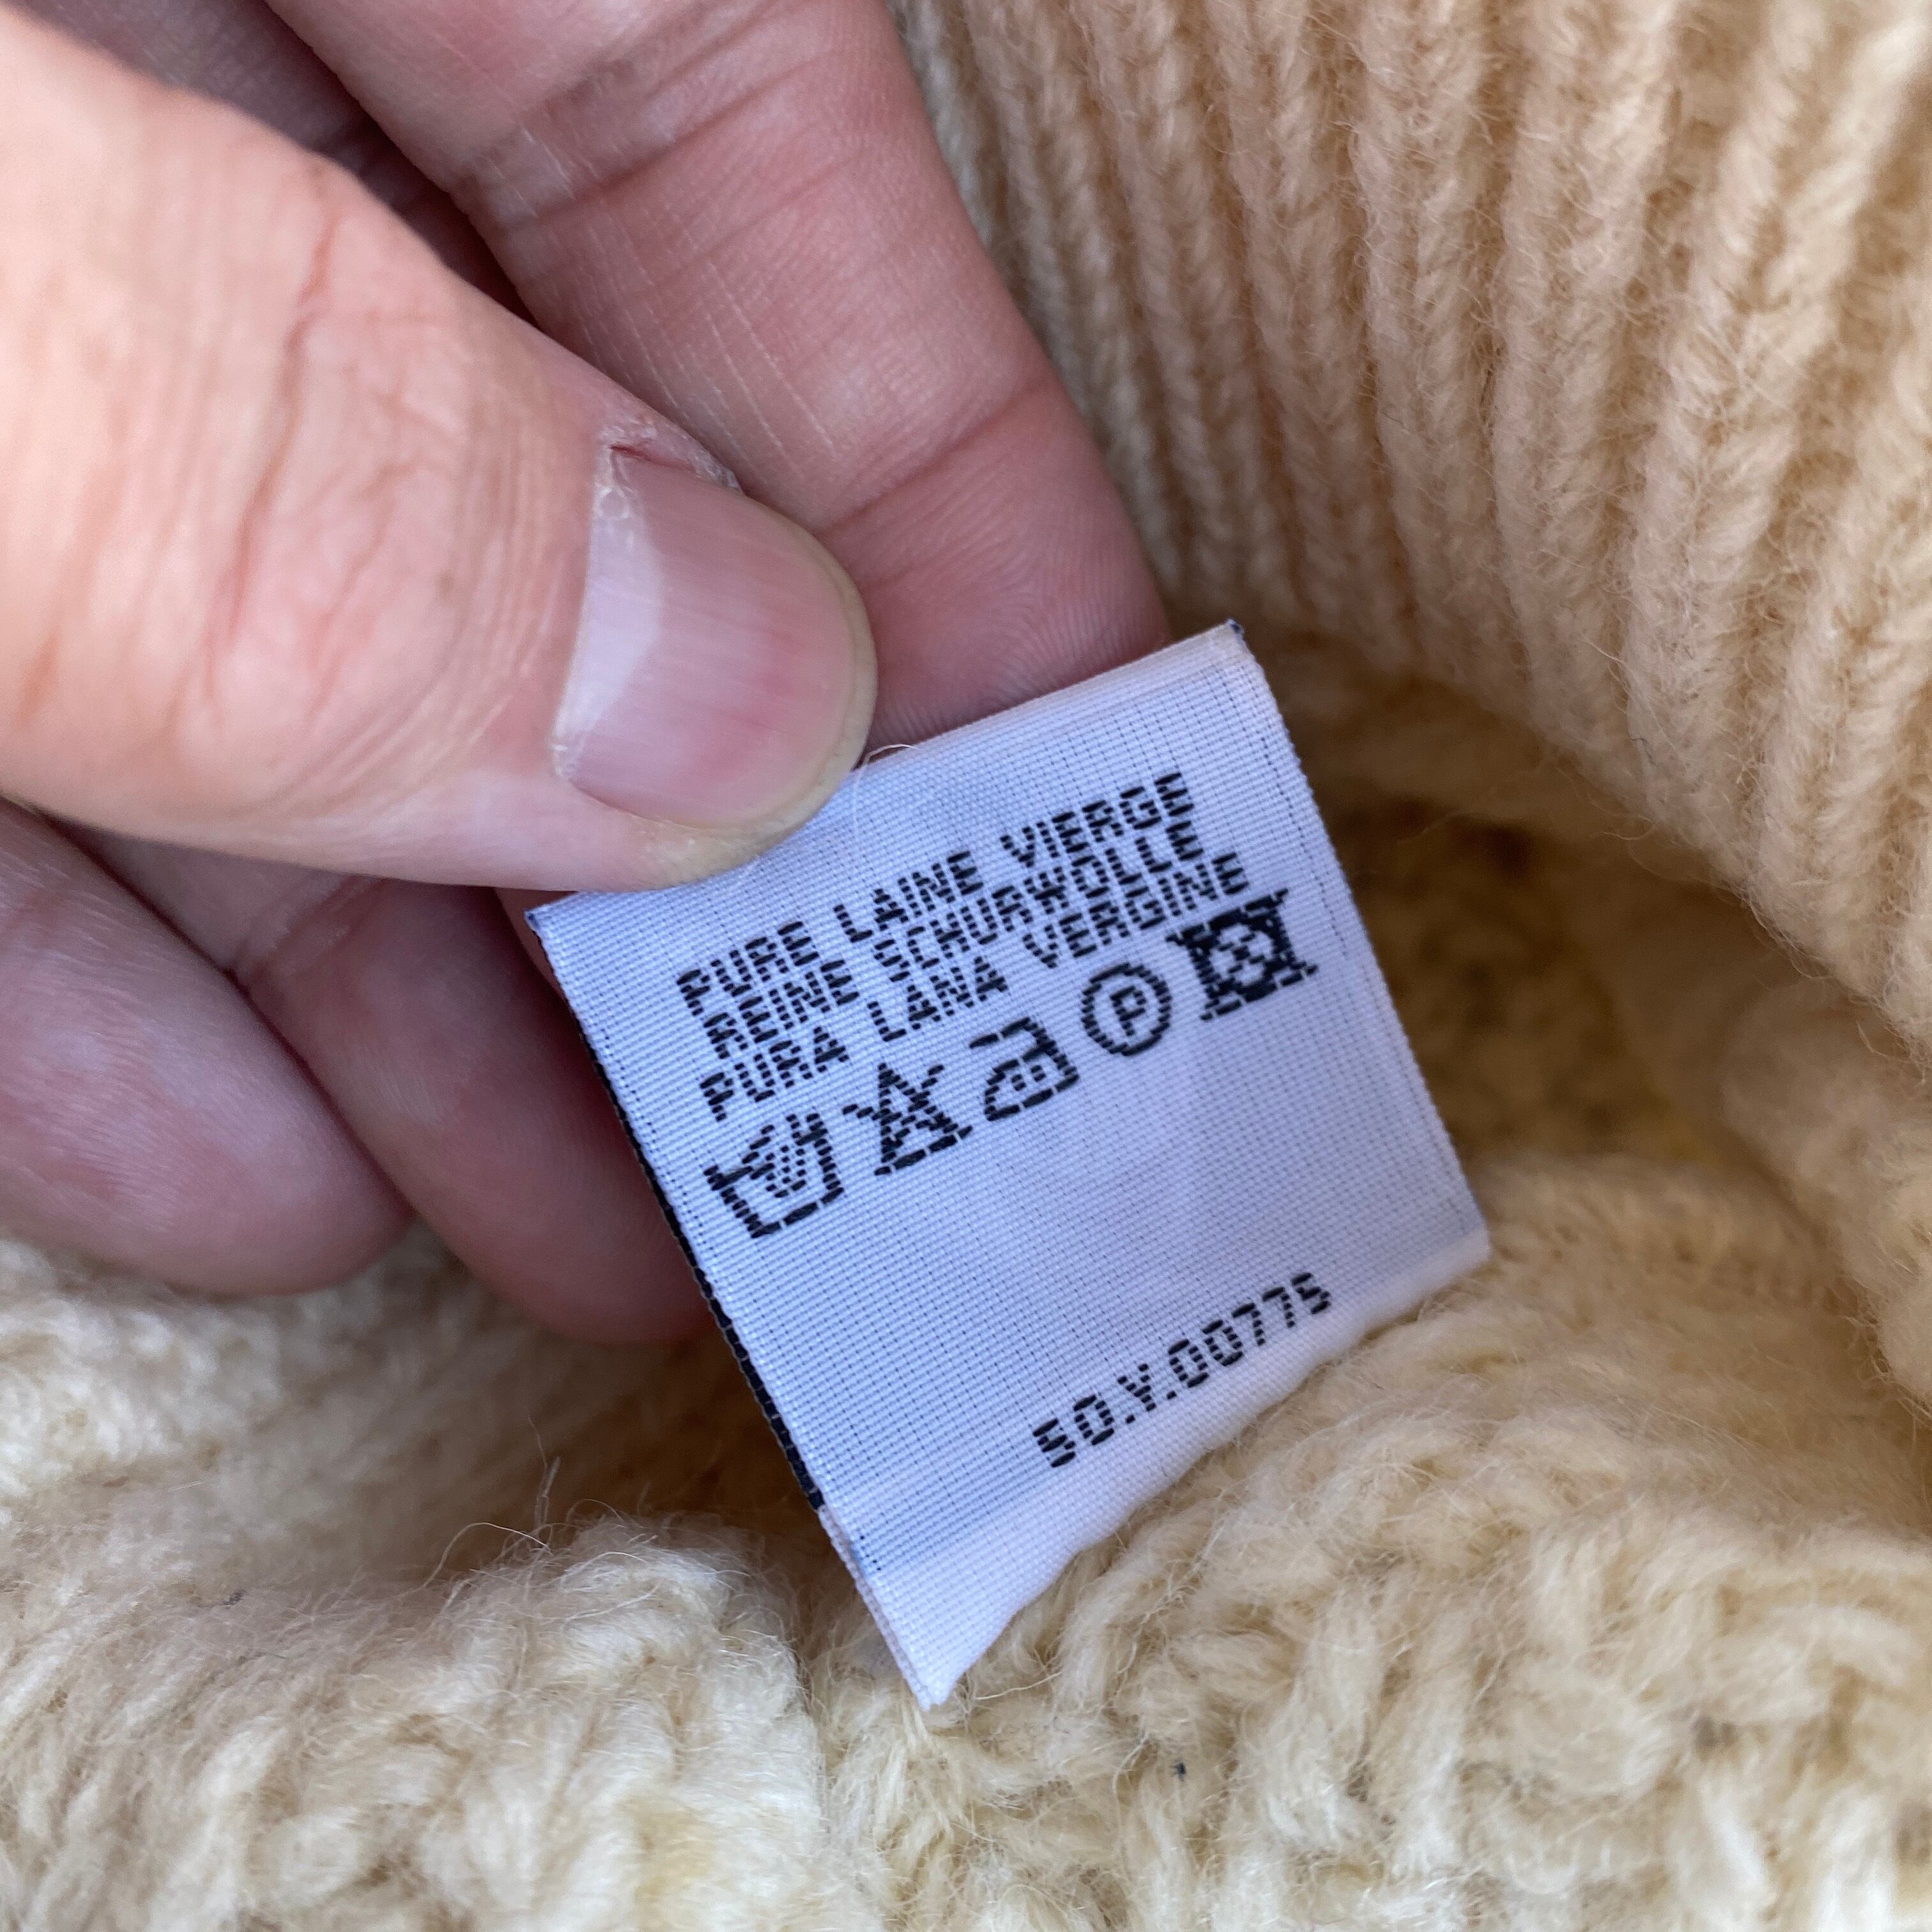 PURE LAINE VIERGE
REINE SCHURWOLLE
PURA LANA VERGINE
P
50.Y.00775